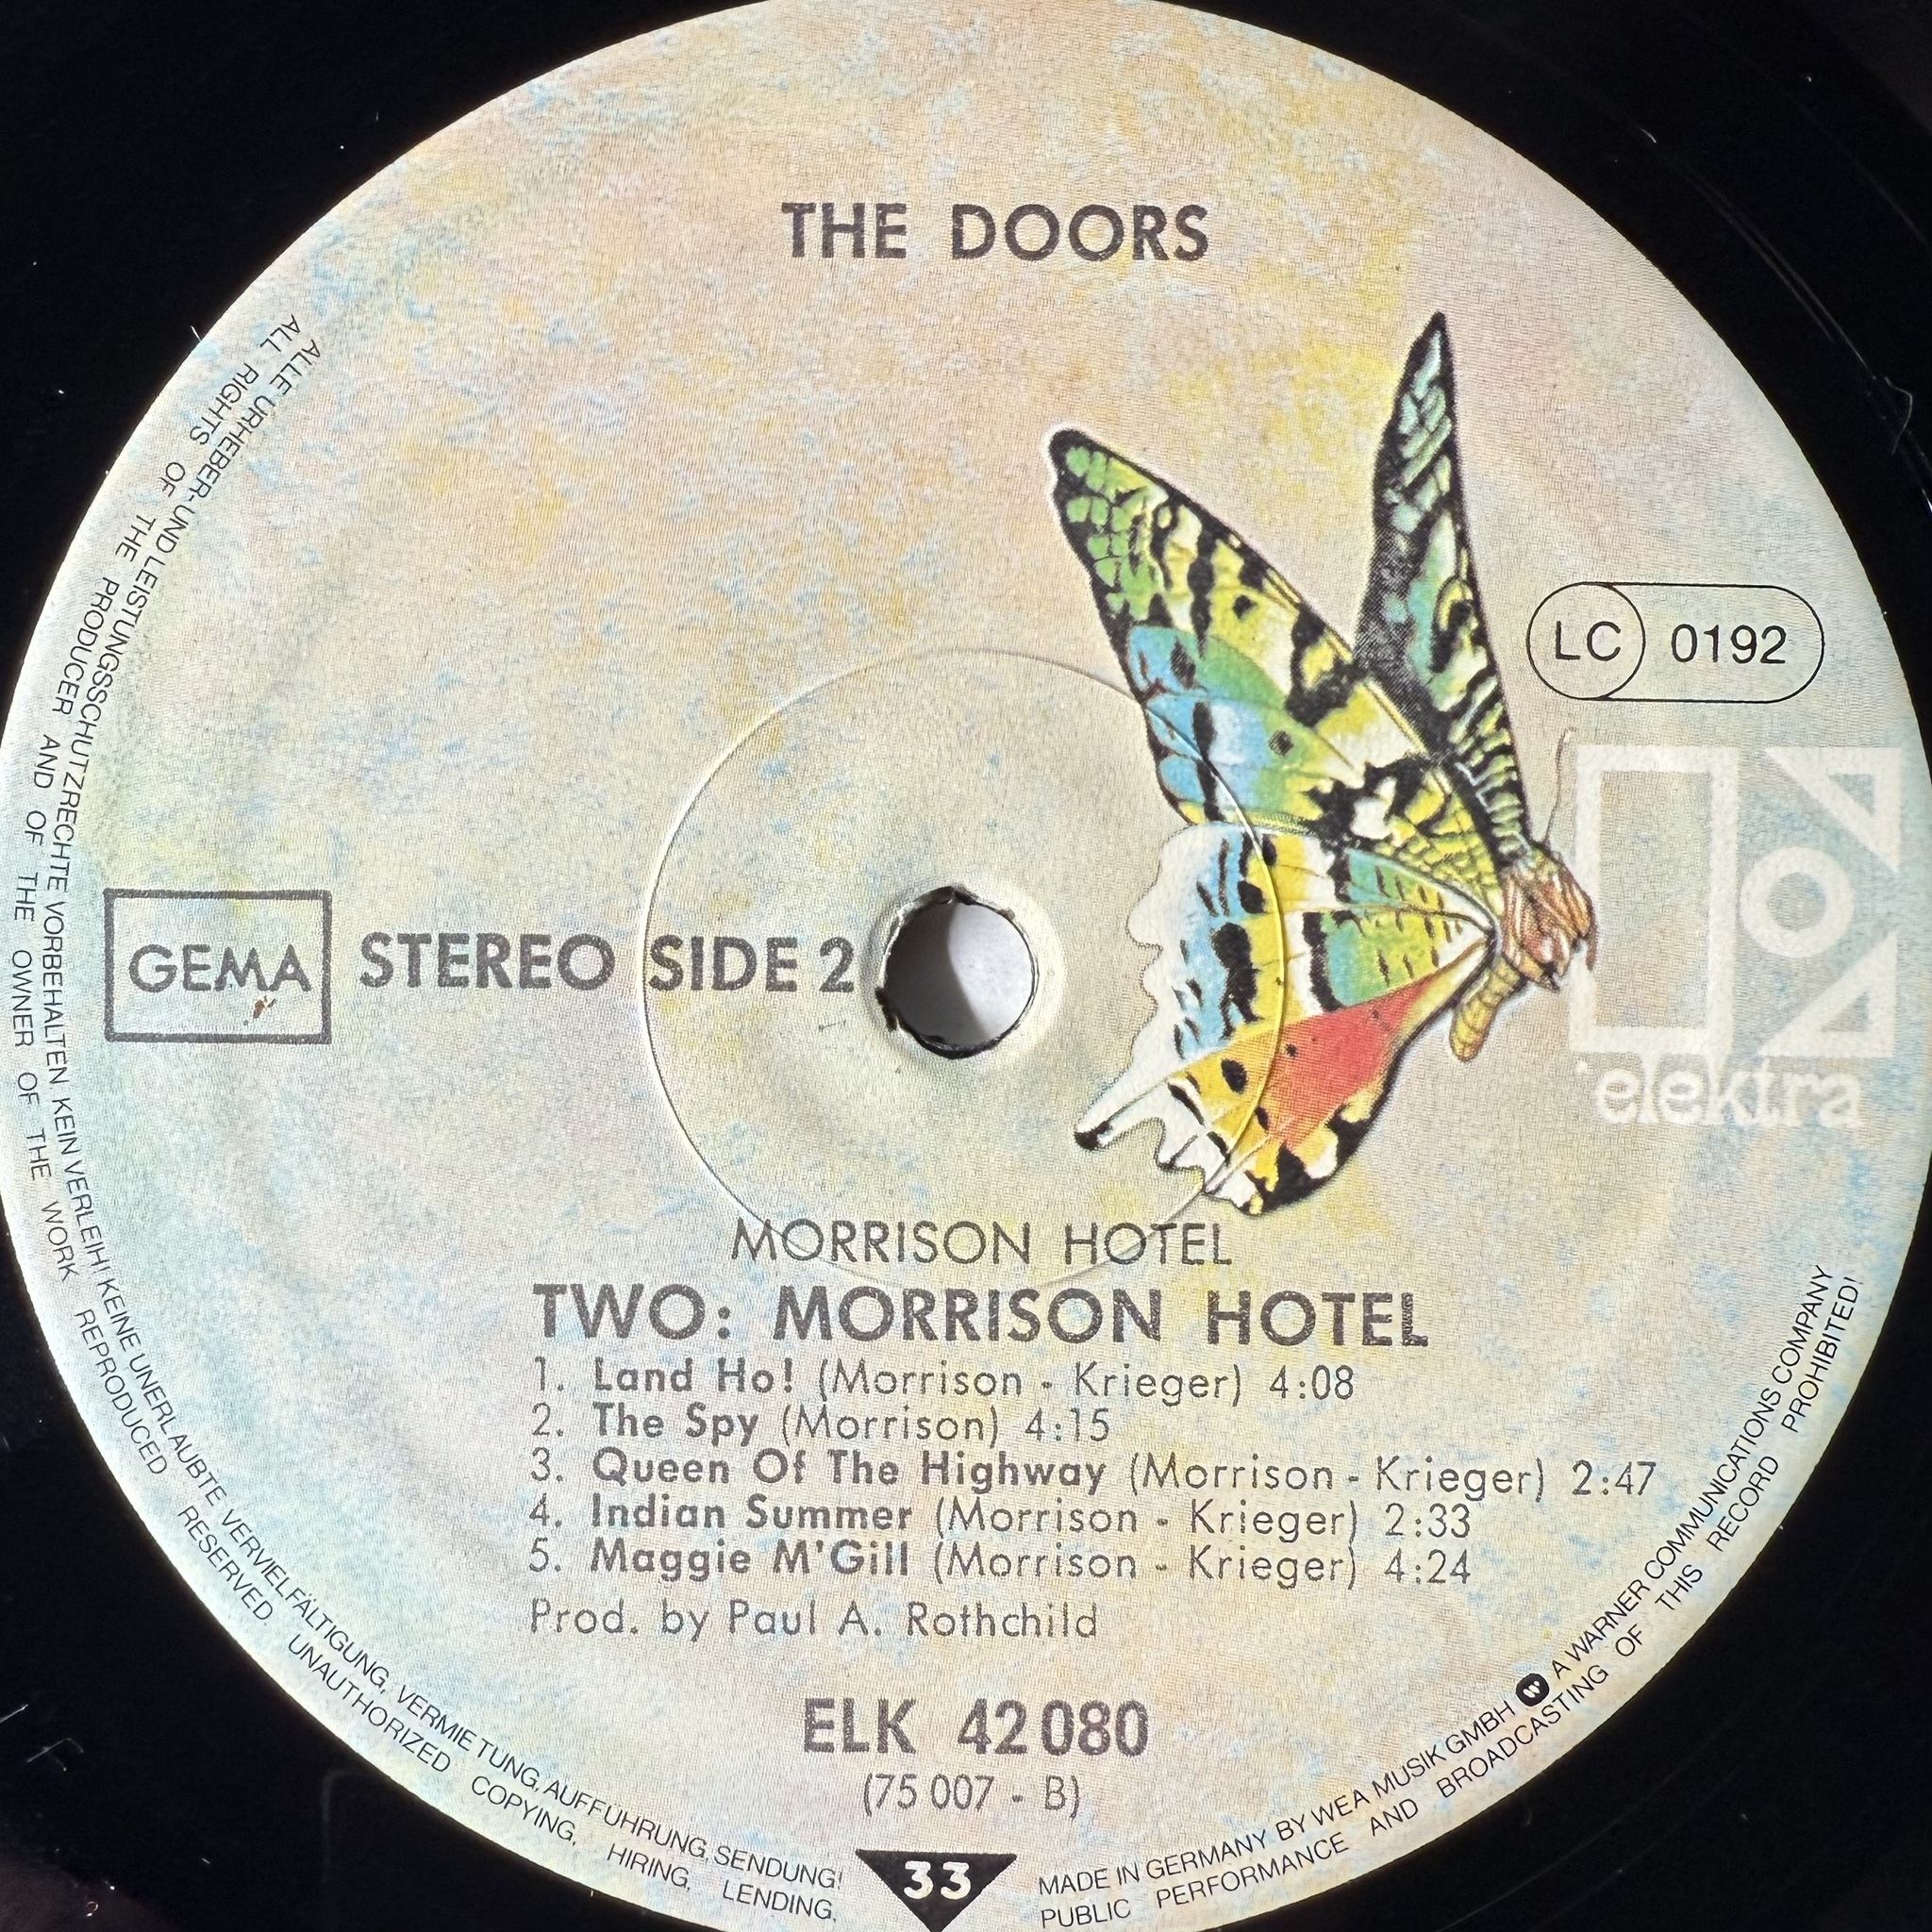 THE DOORS
LC 0192
elektra
GEMA STEREO SIDE 2
MORRISON HOTEL
TWO: MORRISON HOTEL
1. Land Ho! (Morrison - Krieger) 4:08
2. The Spy (Morrison) 4:15
3. Queen Of The Highway (Morrison - Krieger) 2:47
4. Indian Summer (Morrison - Krieger) 2:33
5. Maggie M'Gill (Morrison - Krieger) 4:24
Prod. by Paul A. Rothchild
ELK 42 080
(75 007 - B)
33
ALLE URHEBER-UND LEISTUNGSSCHUTZRECHTE VORBEHALTEN KEIN VERLEIH! KEINE UNERLAUBTE VERVIELFÄLTIGUNG, VERMIETUNG, AUFFÜHRUNG, SENDUNG! MADE IN GERMANY BY WEA MUSIK GMBH W A WARNER COMMUNICATIONS COMPANY
ALL RIGHTS OF THE PRODUCER AND OF THE OWNER OF THE WORK REPRODUCED RESERVED. UNAUTHORIZED COPYING, HIRING, LENDING, PUBLIC PERFORMANCE AND BROADCASTING OF THIS RECORD PROHIBITED!